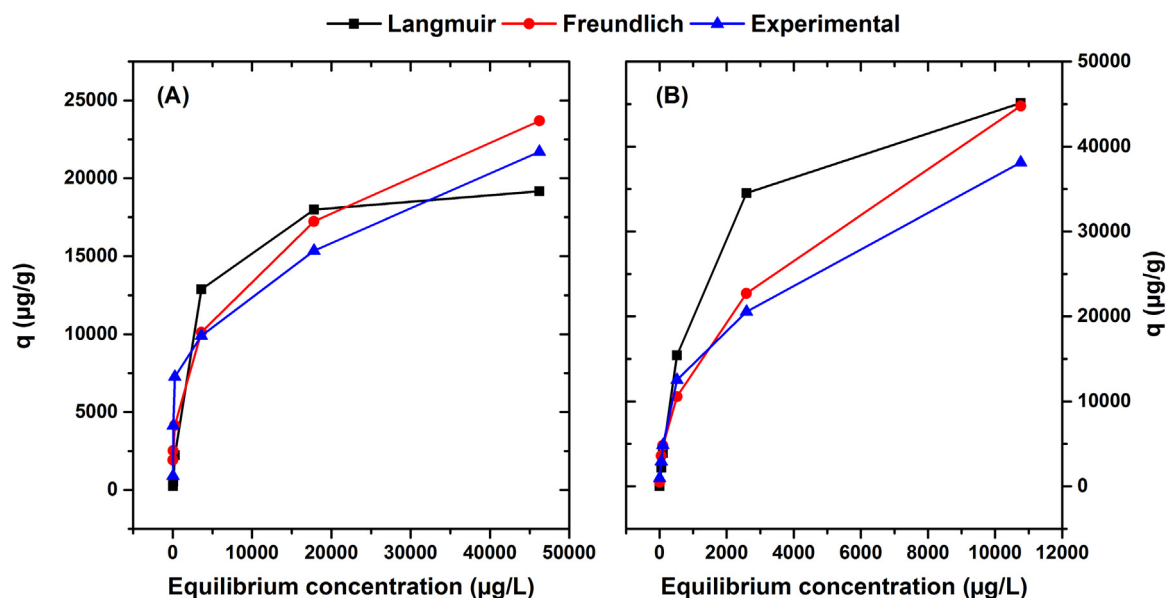 Langmuir Freundlich Experimental
(A)
25000
20000
15000
10000
5000
0
q (µg/g)
0 10000 20000 30000 40000 50000
Equilibrium concentration (µg/L)
(B)
50000
40000
30000
20000
10000
0
q (µg/g)
0 2000 4000 6000 8000 10000 12000
Equilibrium concentration (µg/L)